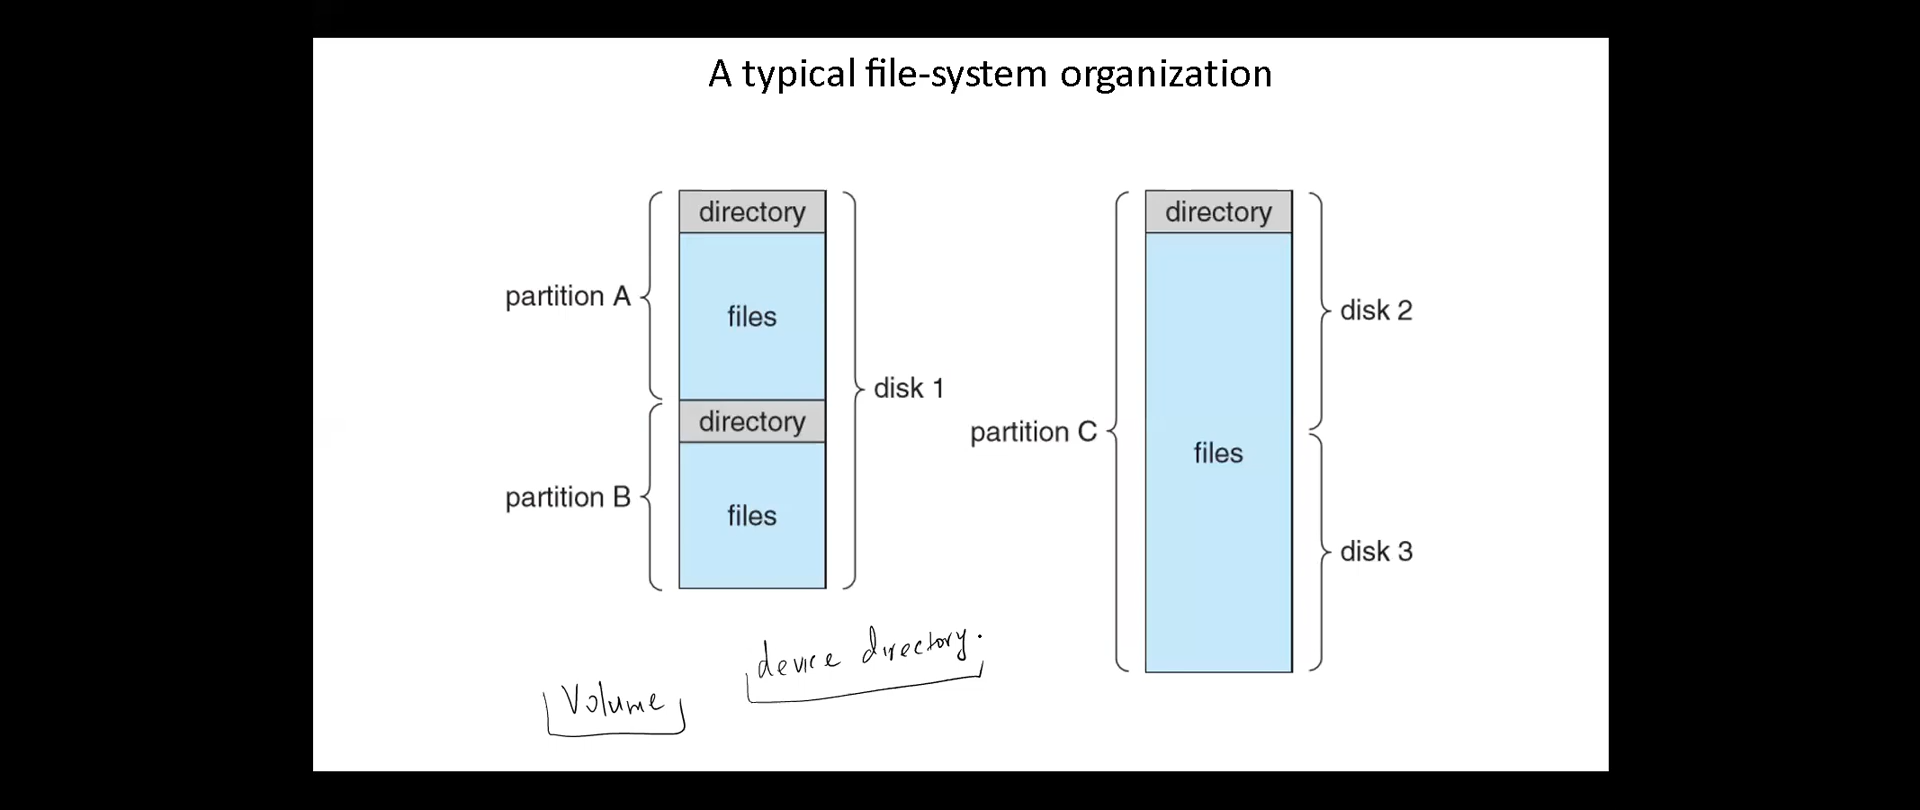 A typical file-system organization
directory
files
partition A
directory
files
partition B
disk 1
directory
files
partition C
disk 2
disk 3
device directory.
Volume